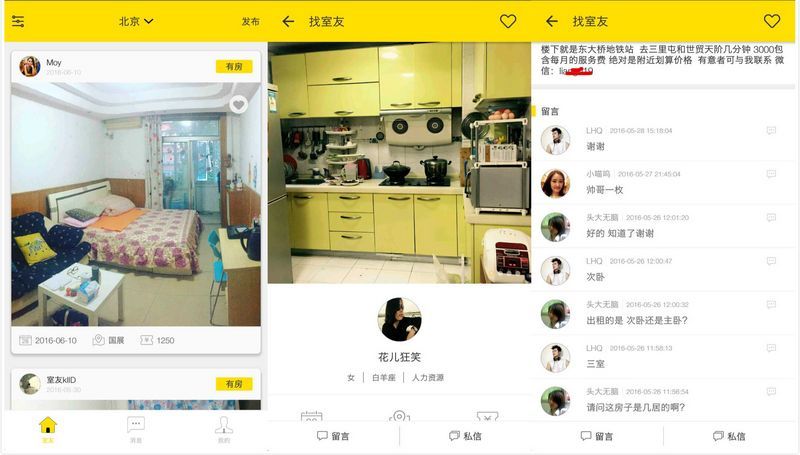 北京
发布
Moy
2016-06-10
有房
2016-06-10
国展
1250
室友kIID
2016-05-30
有房
室友
消息
我的
找室友
花儿狂笑
女 | 白羊座 | 人力资源
留言
私信
找室友
楼下就是东大桥地铁站 去三里屯和世贸天阶几分钟 3000包
含每月的服务费 绝对是附近划算价格 有意者可与我联系 微
信：
留言
LHQ 2016-05-28 15:18:04
谢谢
小喵呜 2016-05-27 21:45:04
帅哥一枚
头大无脑 2016-05-26 12:01:20
好的 知道了谢谢
LHQ 2016-05-26 12:00:47
次卧
头大无脑 2016-05-26 12:00:32
出租的是 次卧还是主卧?
LHQ 2016-05-26 11:58:13
三室
头大无脑 2016-05-26 11:56:54
请问这房子是几居的啊?
留言
私信